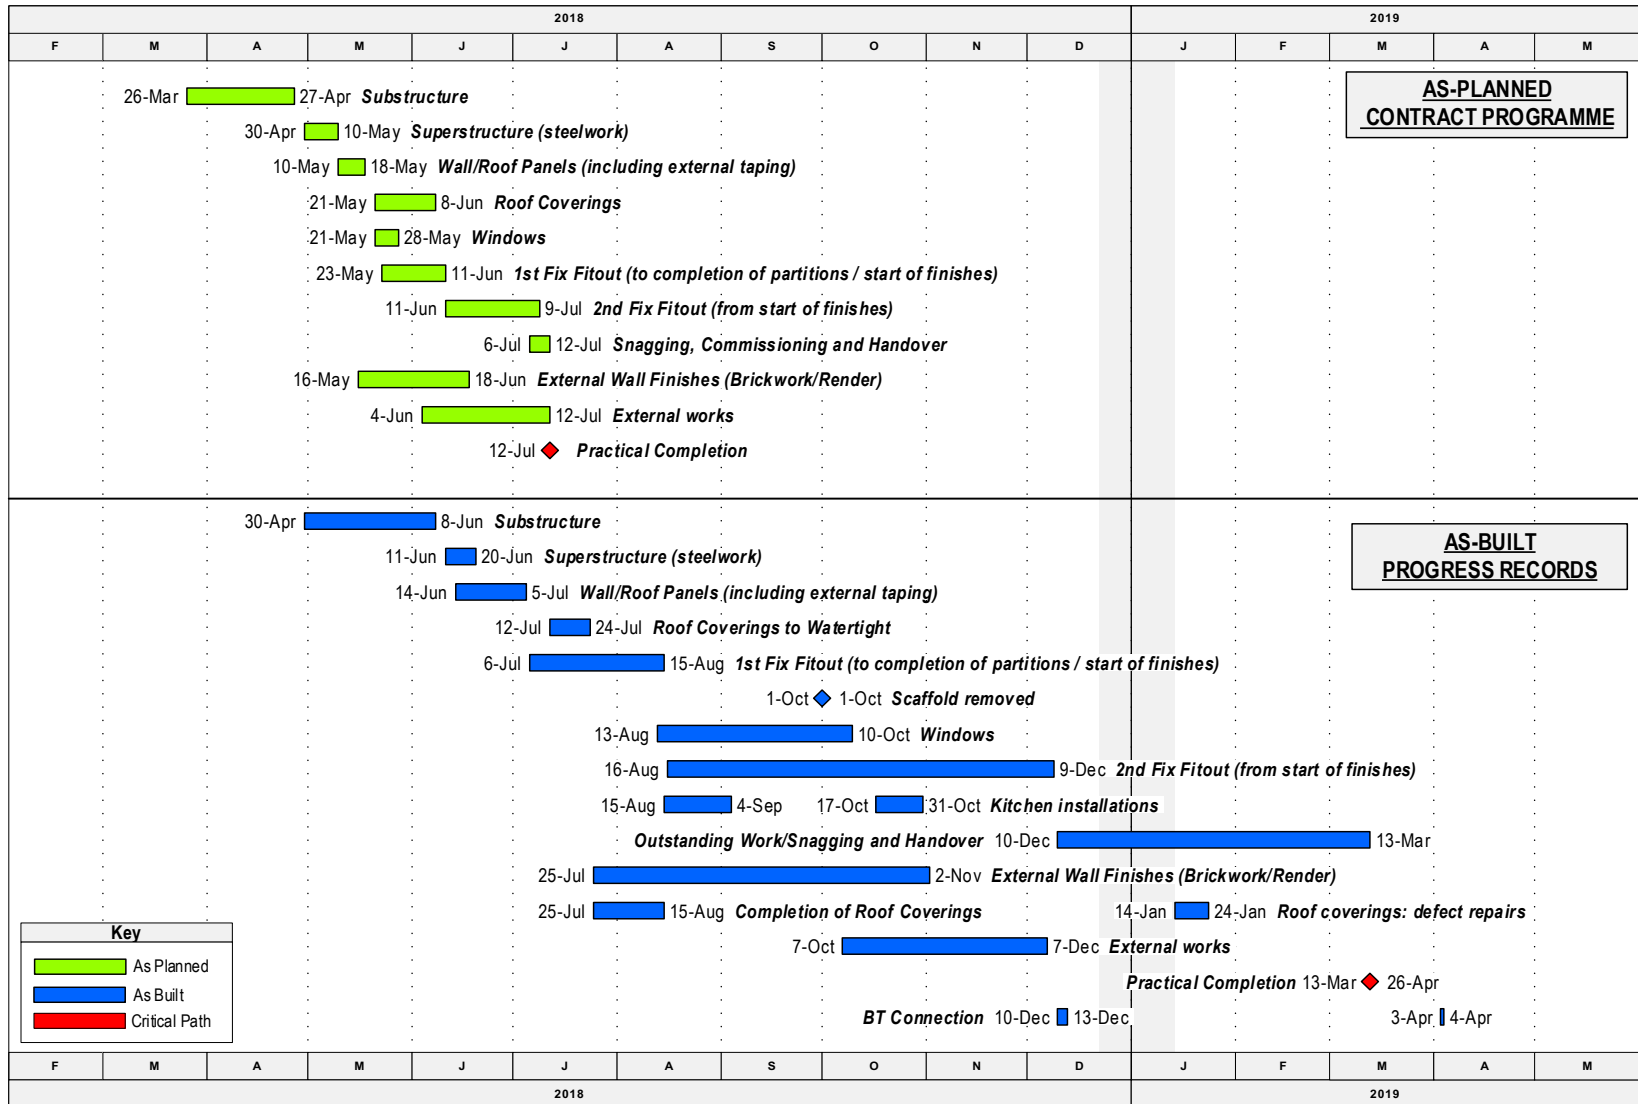 2018 2019
F M A M J J A S O N D J F M A M
AS-PLANNED
CONTRACT PROGRAMME
26-Mar 27-Apr Substructure
30-Apr 10-May Superstructure (steelwork)
10-May 18-May Wall/Roof Panels (including external taping)
21-May 8-Jun Roof Coverings
21-May 28-May Windows
23-May 11-Jun 1st Fix Fitout (to completion of partitions / start of finishes)
11-Jun 9-Jul 2nd Fix Fitout (from start of finishes)
6-Jul 12-Jul Snagging, Commissioning and Handover
16-May 18-Jun External Wall Finishes (Brickwork/Render)
4-Jun 12-Jul External works
12-Jul Practical Completion
AS-BUILT
PROGRESS RECORDS
30-Apr 8-Jun Substructure
11-Jun 20-Jun Superstructure (steelwork)
14-Jun 5-Jul Wall/Roof Panels (including external taping)
12-Jul 24-Jul Roof Coverings to Watertight
6-Jul 15-Aug 1st Fix Fitout (to completion of partitions / start of finishes)
1-Oct 1-Oct Scaffold removed
13-Aug 10-Oct Windows
16-Aug 9-Dec 2nd Fix Fitout (from start of finishes)
15-Aug 4-Sep 17-Oct 31-Oct Kitchen installations
Outstanding Work/Snagging and Handover 10-Dec 13-Mar
25-Jul 2-Nov External Wall Finishes (Brickwork/Render)
25-Jul 15-Aug Completion of Roof Coverings 14-Jan 24-Jan Roof coverings: defect repairs
7-Oct 7-Dec External works
Practical Completion 13-Mar 26-Apr
BT Connection 10-Dec 13-Dec 3-Apr 4-Apr
Key
As Planned
As Built
Critical Path
F M A M J J A S O N D J F M A M
2018 2019